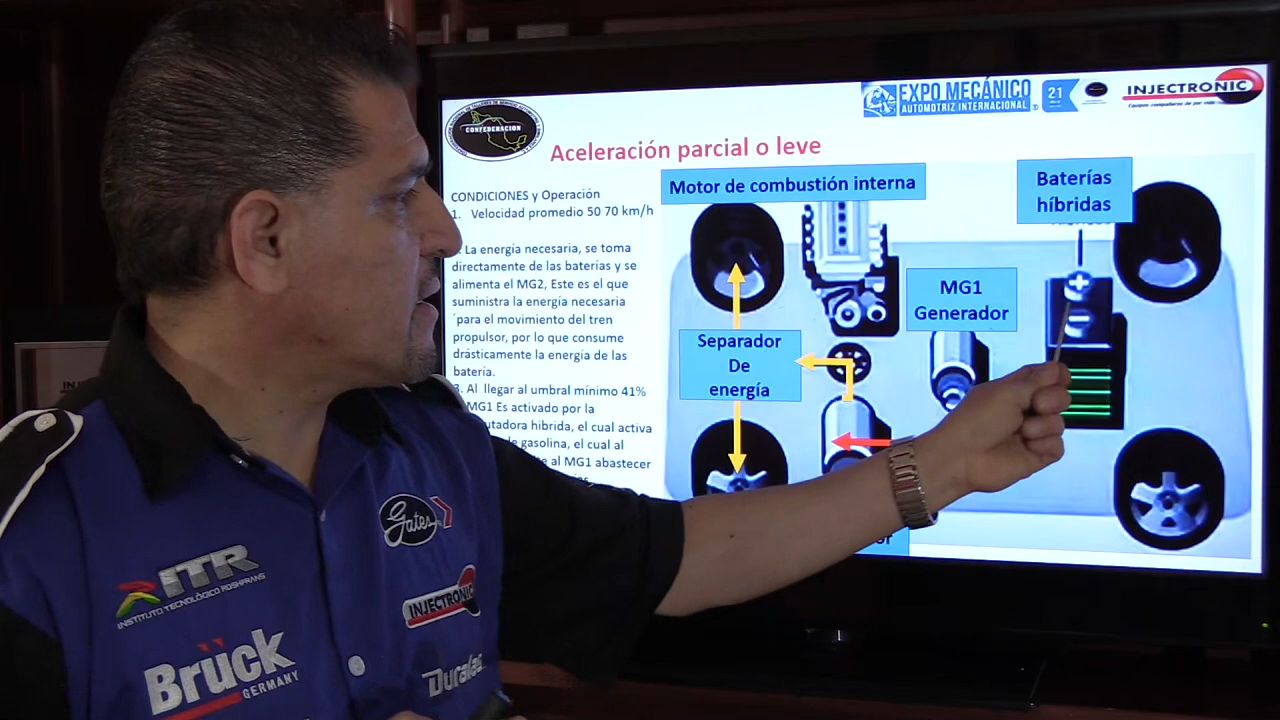 EXPO MECÁNICO
AUTOMOTRIZ INTERNACIONAL
21
INJECTRONIC
CONFEDERACION
Aceleración parcial o leve
CONDICIONES y Operación
1. Velocidad promedio 50 70 km/h
La energía necesaria, se toma
directamente de las baterias y se
alimenta el MG2, Este es el que
suministra la energía necesaria
´para el movimiento del tren
propulsor, por lo que consume
drásticamente la energía de las
bateria.
3. Al llegar al umbral mínimo 41%
MG1 Es activado por la
hibrida, el cual activa
de gasolina, el cual al
al MG1 abastecer
Motor de combustión interna
Baterías
híbridas
MG1
Generador
Separador
De
energía
Gates
ITR
INSTITUTO TECNOLÓGICO ROSHFRANS
INJECTRONIC
Brück
GERMANY
Duralast